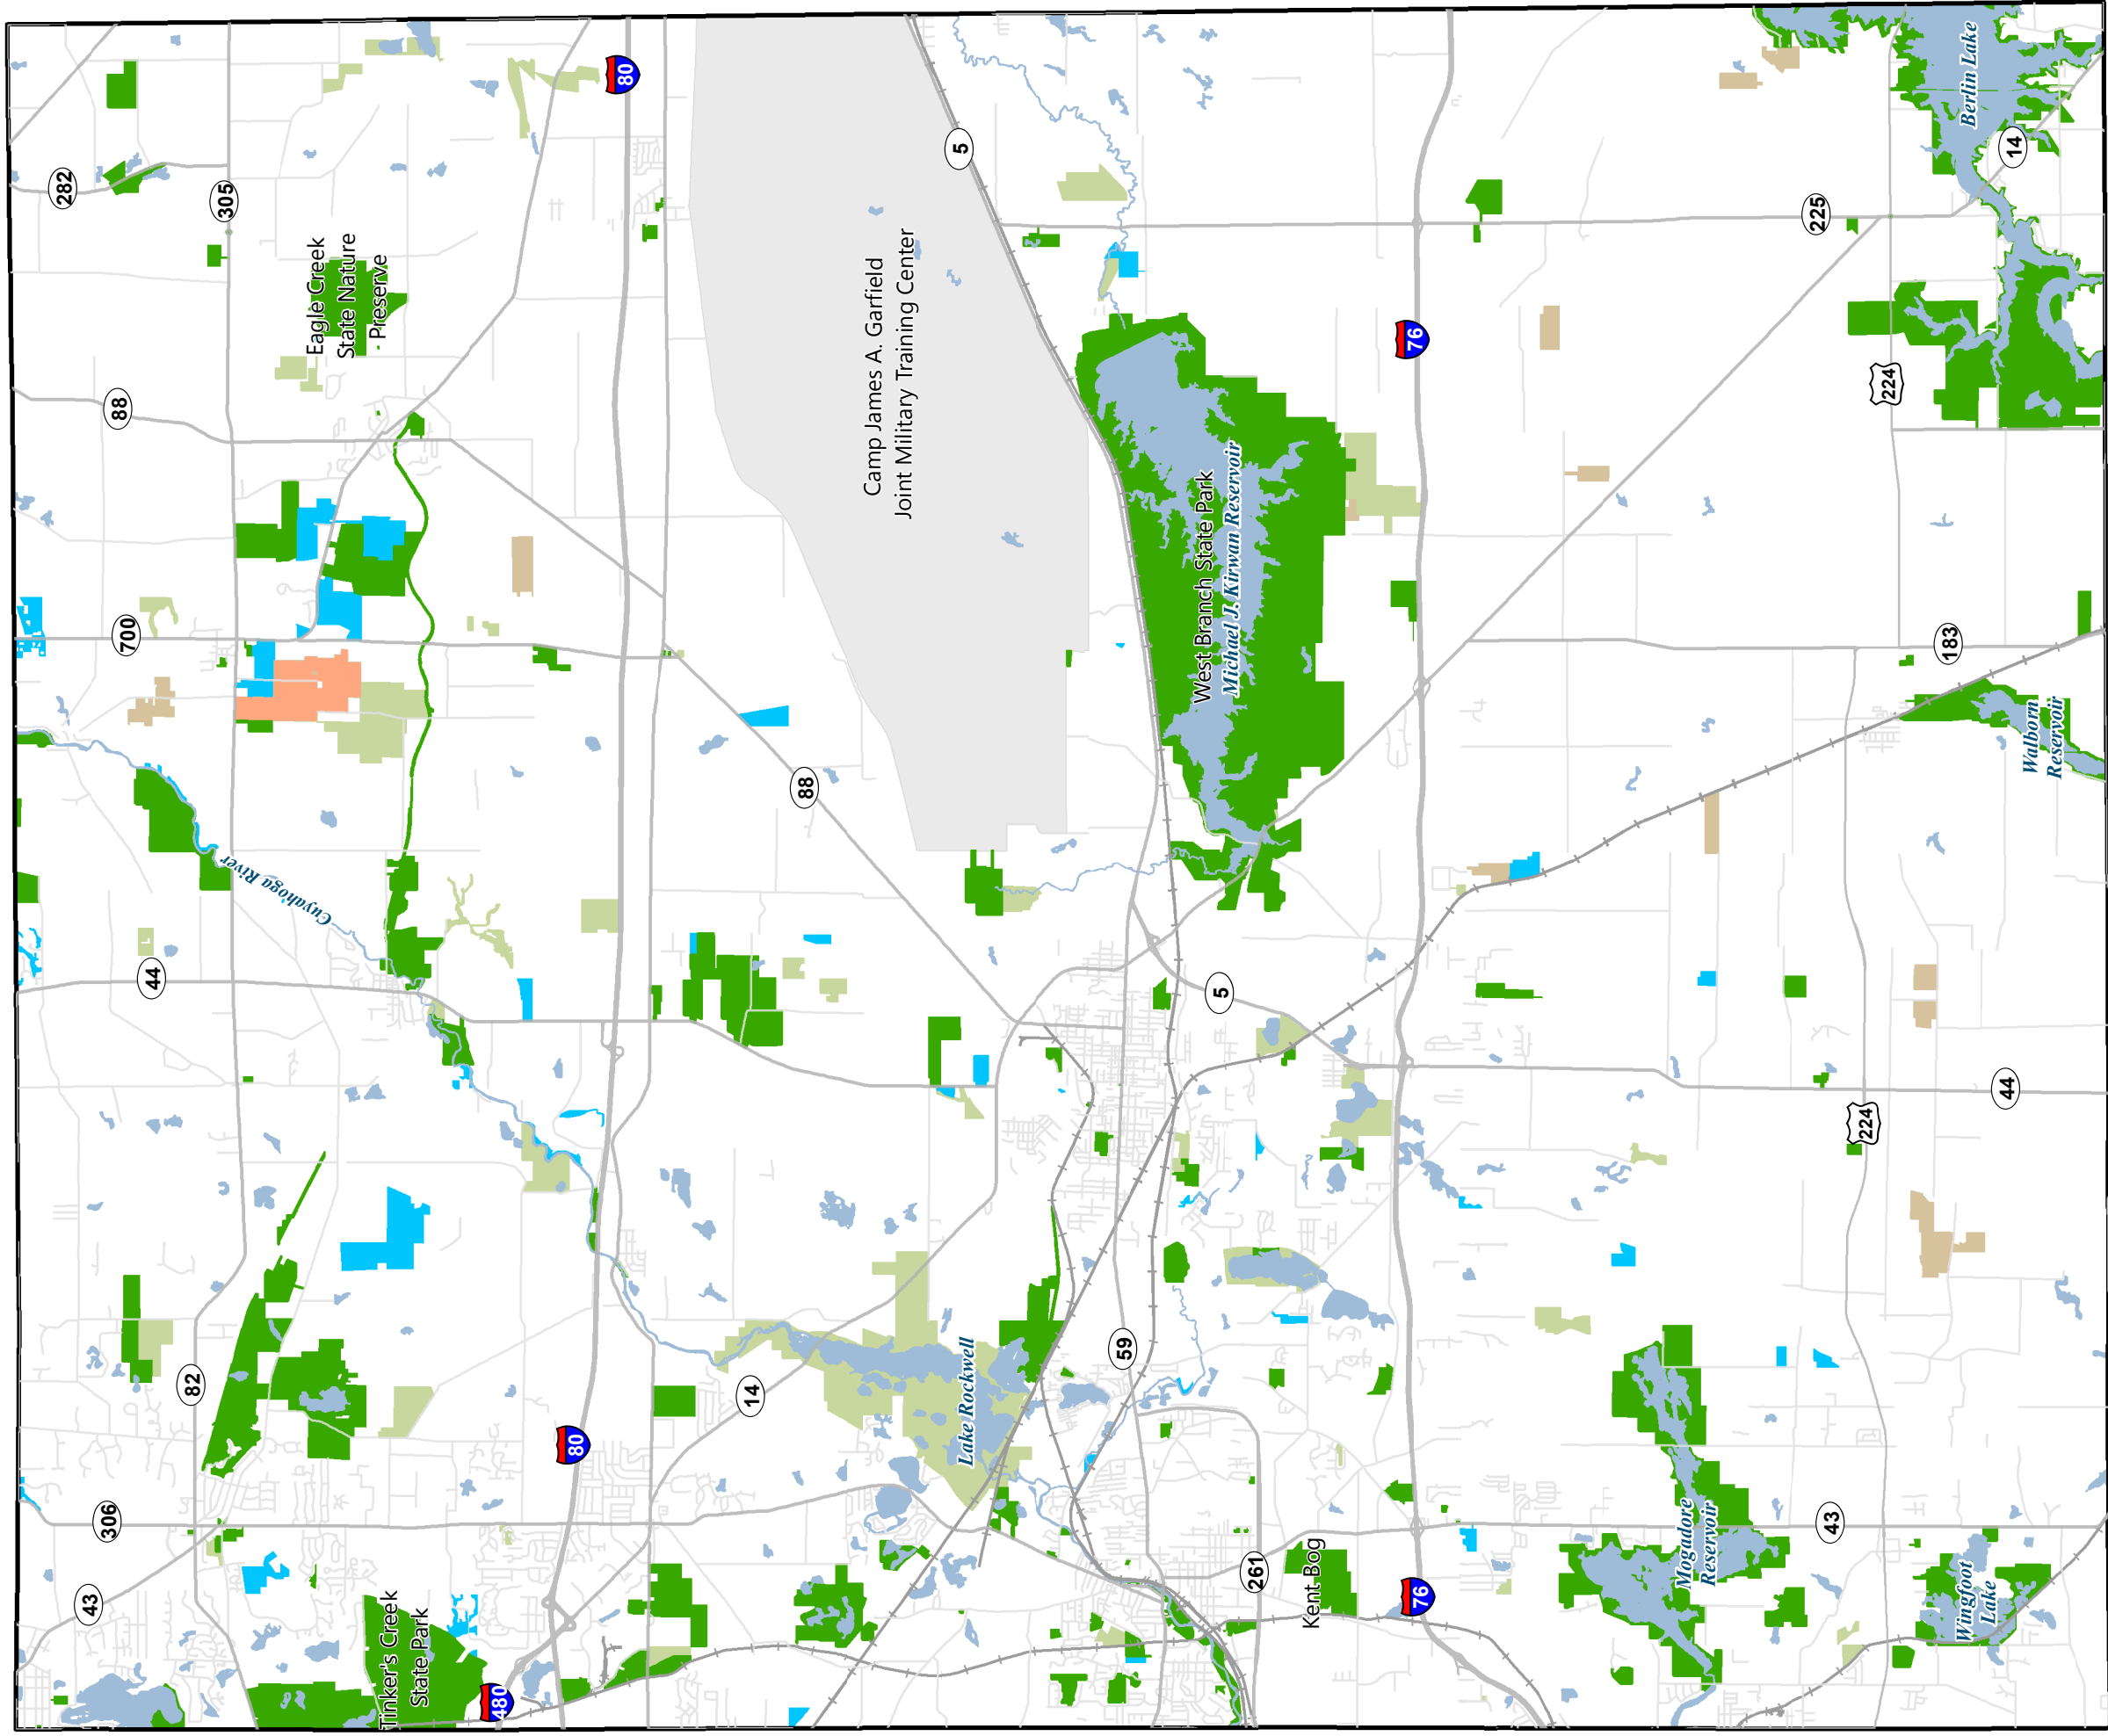 282
305
Eagle Creek
State Nature
Preserve
88
700
80
5
Camp James A. Garfield
Joint Military Training Center
Berlin Lake
14
225
224
76
West Branch State Park
Michael J. Kirwan Reservoir
183
Walborn
Reservoir
88
Cuyahoga River
44
5
44
224
82
306
43
80
14
Lake Rockwell
59
Tinker's Creek
State Park
480
261
Kent Bog
76
Mogadore
Reservoir
43
Wingfoot
Lake